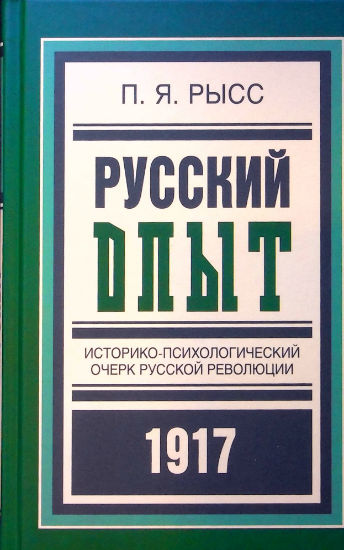 П. Я. РЫСС
РУССКИЙ
ОПЫТ
ИСТОРИКО-ПСИХОЛОГИЧЕСКИЙ
ОЧЕРК РУССКОЙ РЕВОЛЮЦИИ
1917